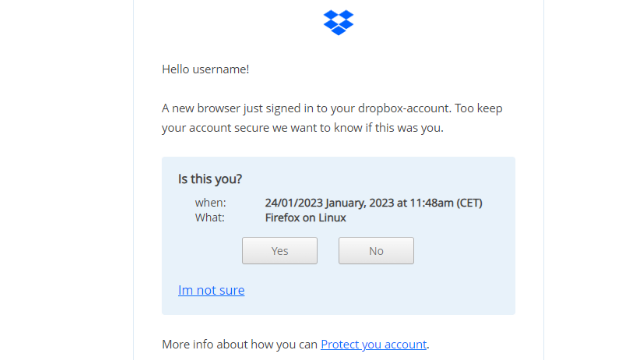 Hello username!
A new browser just signed in to your dropbox-account. Too keep
your account secure we want to know if this was you.
Is this you?
when: 24/01/2023 January, 2023 at 11:48am (CET)
What: Firefox on Linux
Yes No
Im not sure
More info about how you can Protect you account.